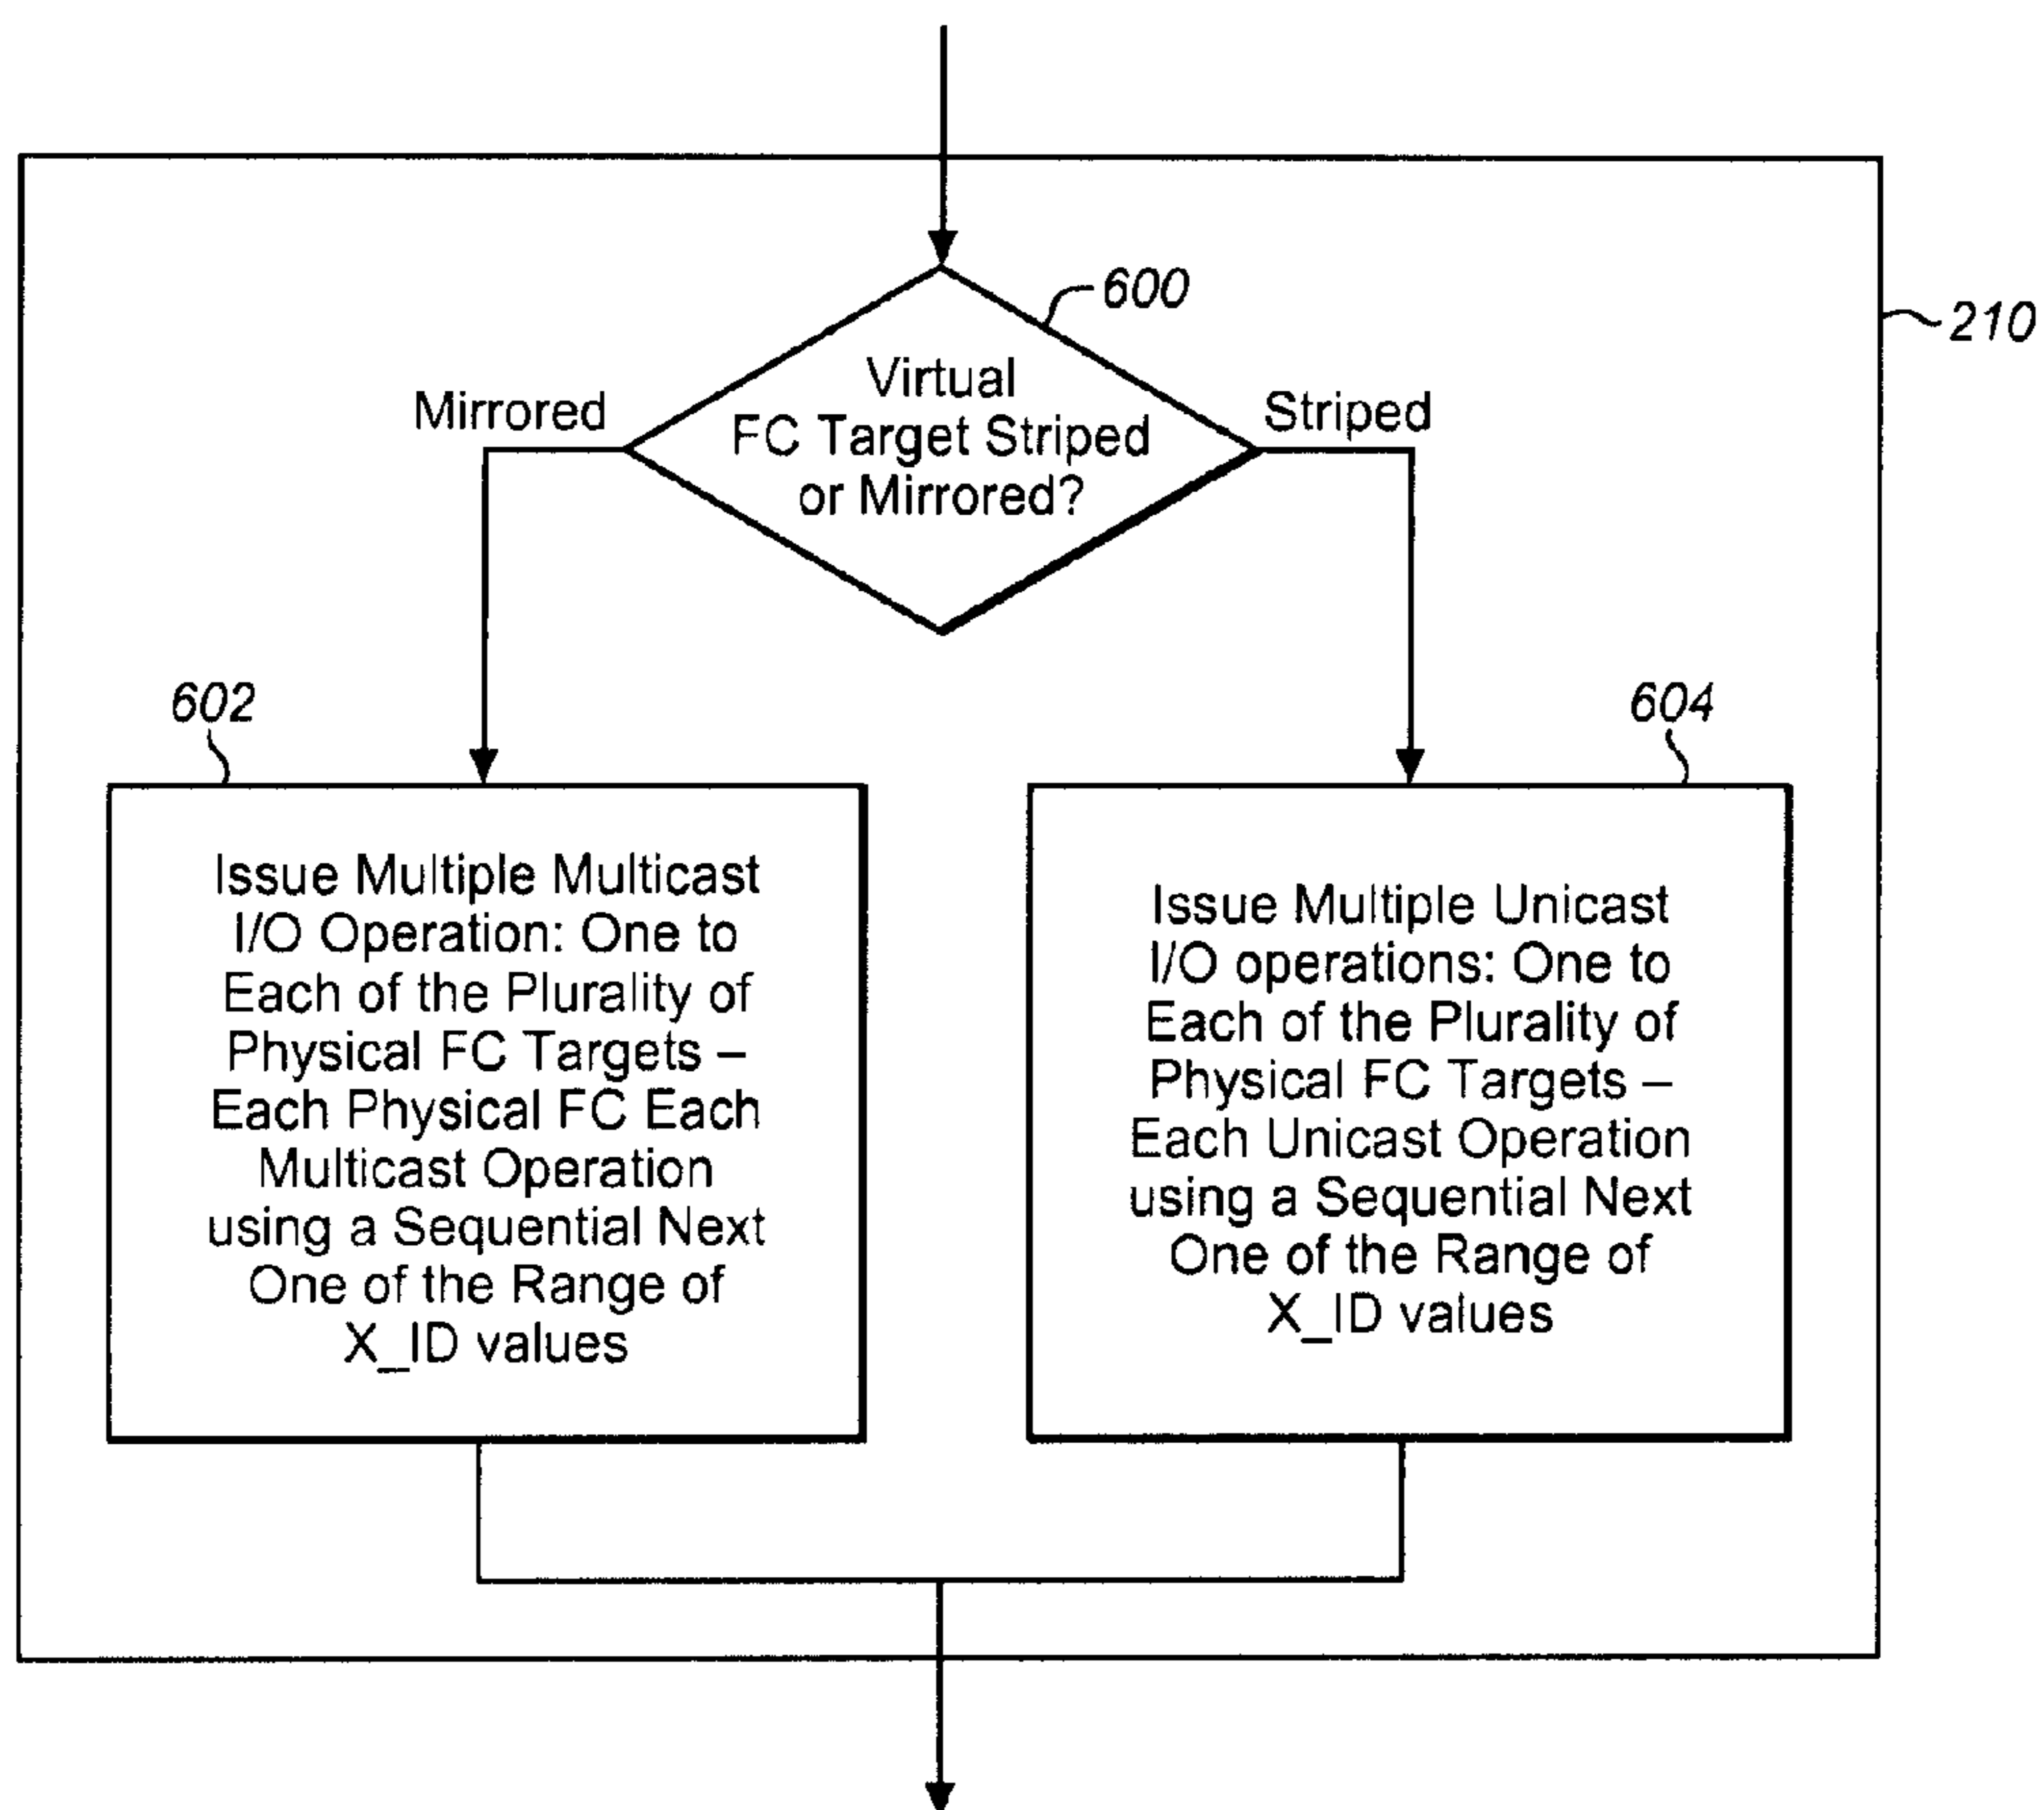 600
210
Virtual
FC Target Striped
or Mirrored?
Mirrored
Striped
602
604
Issue Multiple Multicast
I/O Operation: One to
Each of the Plurality of
Physical FC Targets –
Each Physical FC Each
Multicast Operation
using a Sequential Next
One of the Range of
X_ID values
Issue Multiple Unicast
I/O operations: One to
Each of the Plurality of
Physical FC Targets –
Each Unicast Operation
using a Sequential Next
One of the Range of
X_ID values